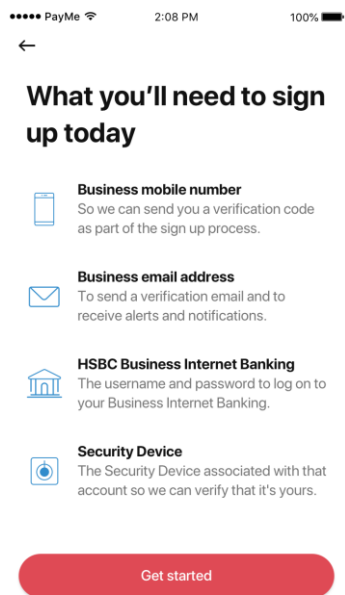 ●●●●● PayMe 2:08 PM 100%
What you’ll need to sign
up today
Business mobile number
So we can send you a verification code
as part of the sign up process.
Business email address
To send a verification email and to
receive alerts and notifications.
HSBC Business Internet Banking
The username and password to log on to
your Business Internet Banking.
Security Device
The Security Device associated with that
account so we can verify that it's yours.
Get started